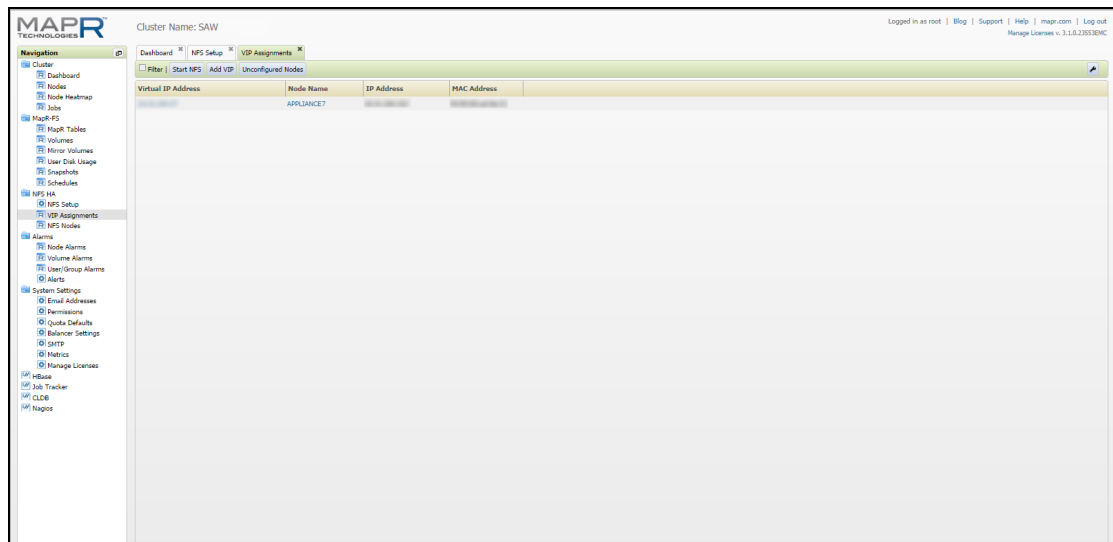 MAPR
TECHNOLOGIES
Cluster Name: SAW
Logged in as root | Blog | Support | Help | mapr.com | Log out
Manage Licenses v. 3.1.0.23553EMC
Navigation
Cluster
Dashboard
Nodes
Node Heatmap
Jobs
MapR-FS
MapR Tables
Volumes
Mirror Volumes
User Disk Usage
Snapshots
Schedules
NFS HA
NFS Setup
VIP Assignments
NFS Nodes
Alarms
Node Alarms
Volume Alarms
User/Group Alarms
Alerts
System Settings
Email Addresses
Permissions
Quota Defaults
Balancer Settings
SMTP
Metrics
Manage Licenses
HBase
Job Tracker
CLDB
Nagios
Dashboard NFS Setup VIP Assignments
Filter | Start NFS Add VIP Unconfigured Nodes
Virtual IP Address Node Name IP Address MAC Address
APPLIANCE7